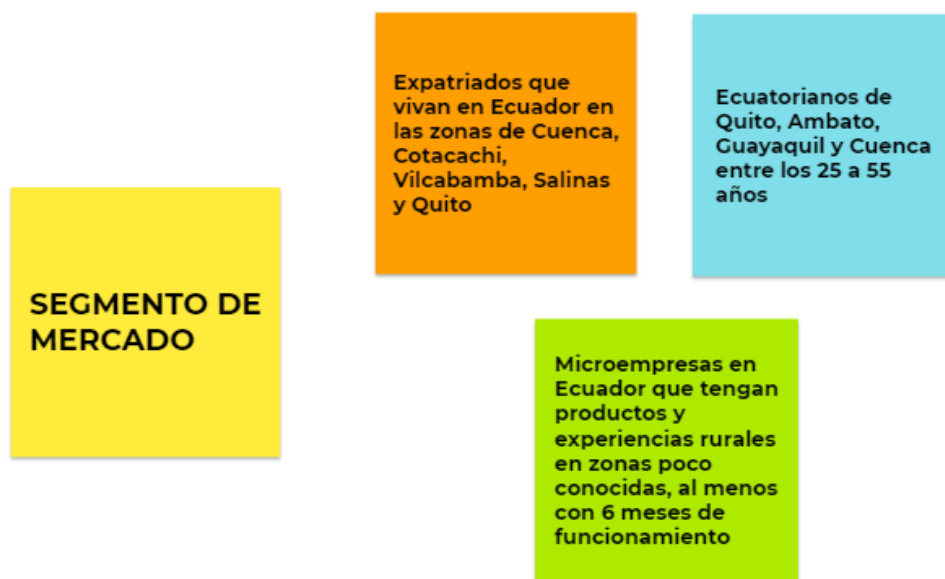 SEGMENTO DE
MERCADO
Expatriados que
vivan en Ecuador en
las zonas de Cuenca,
Cotacachi,
Vilcabamba, Salinas
y Quito
Ecuatorianos de
Quito, Ambato,
Guayaquil y Cuenca
entre los 25 a 55
años
Microempresas en
Ecuador que tengan
productos y
experiencias rurales
en zonas poco
conocidas, al menos
con 6 meses de
funcionamiento